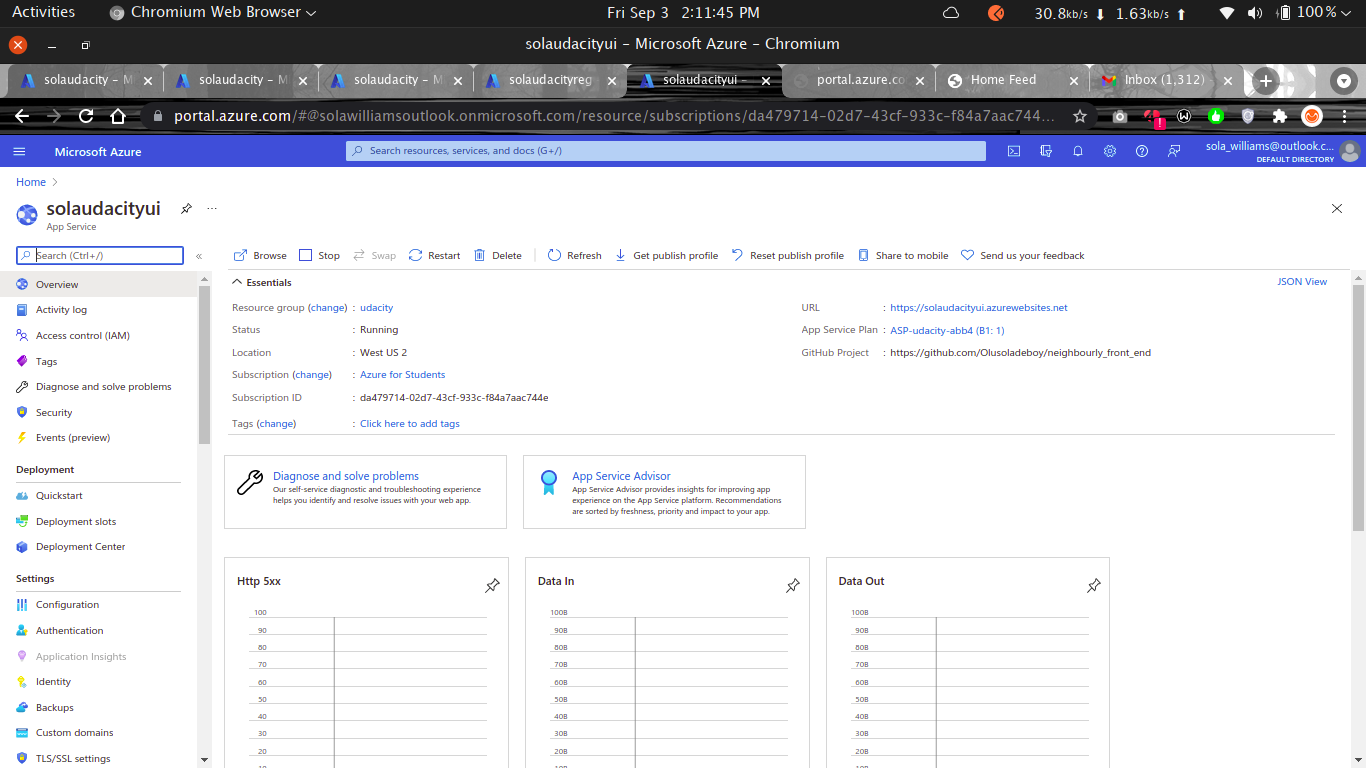 Activities
Chromium Web Browser
Fri Sep 3 2:11:45 PM
30.8kb/s 1.63kb/s
100%
solaudacityui – Microsoft Azure – Chromium
solaudacity – M
solaudacity – M
solaudacity – M
solaudacityreg
solaudacityui –
portal.azure.co
Home Feed
Inbox (1,312)
portal.azure.com/#@solawilliamsoutlook.onmicrosoft.com/resource/subscriptions/da479714-02d7-43cf-933c-f84a7aac744...
Microsoft Azure
Search resources, services, and docs (G+/)
sola_williams@outlook.c...
DEFAULT DIRECTORY
Home
solaudacityui
App Service
Search (Ctrl+/)
Browse
Stop
Swap
Restart
Delete
Refresh
Get publish profile
Reset publish profile
Share to mobile
Send us your feedback
Overview
Activity log
Access control (IAM)
Tags
Diagnose and solve problems
Security
Events (preview)
Deployment
Quickstart
Deployment slots
Deployment Center
Settings
Configuration
Authentication
Application Insights
Identity
Backups
Custom domains
TLS/SSL settings
Essentials
JSON View
Resource group (change) : udacity
Status : Running
Location : West US 2
Subscription (change) : Azure for Students
Subscription ID : da479714-02d7-43cf-933c-f84a7aac744e
Tags (change) : Click here to add tags
URL : https://solaudacityui.azurewebsites.net
App Service Plan : ASP-udacity-abb4 (B1: 1)
GitHub Project : https://github.com/Olusoladeboy/neighbourly_front_end
Diagnose and solve problems
Our self-service diagnostic and troubleshooting experience
helps you identify and resolve issues with your web app.
App Service Advisor
App Service Advisor provides insights for improving app
experience on the App Service platform. Recommendations
are sorted by freshness, priority and impact to your app.
Http 5xx
100
90
80
70
60
50
40
30
20
10
Data In
100B
90B
80B
70B
60B
50B
40B
30B
20B
10B
Data Out
100B
90B
80B
70B
60B
50B
40B
30B
20B
10B